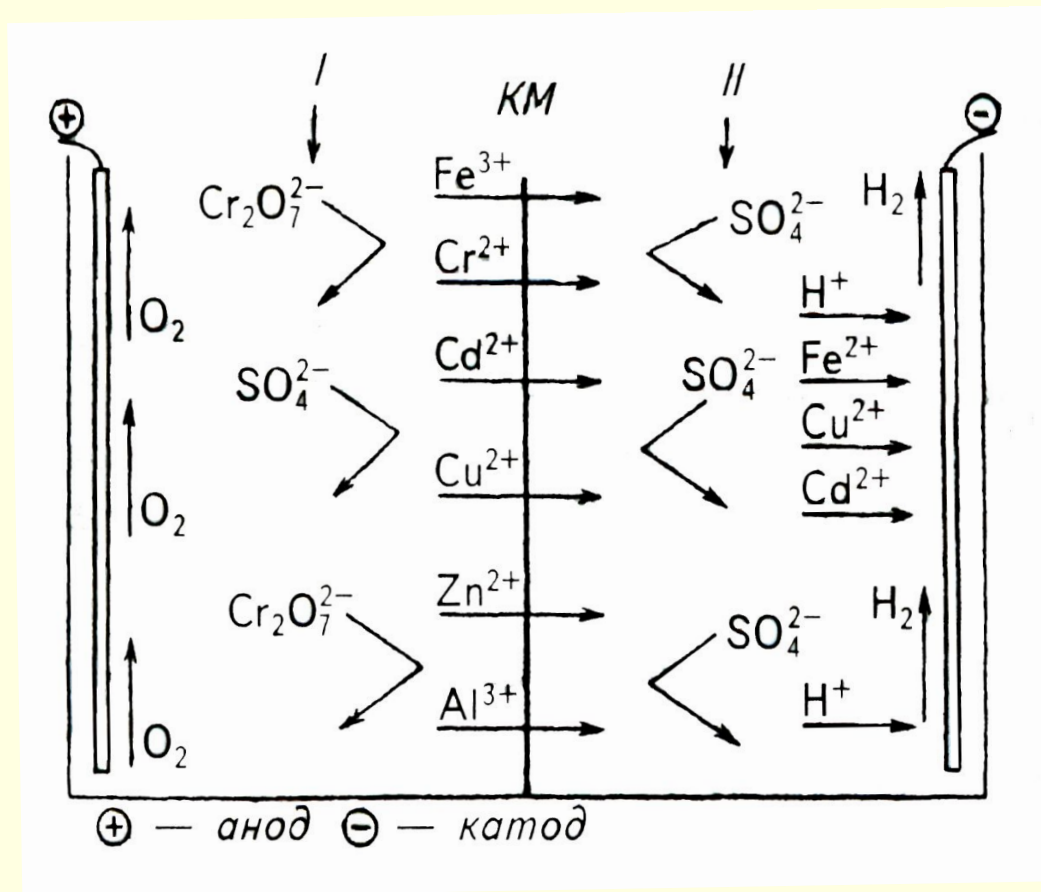 I
КМ
II
+
-
Fe³⁺
Cr₂O₇²⁻
SO₄²⁻
H₂
Cr²⁺
H⁺
O₂
Cd²⁺
Fe²⁺
SO₄²⁻
SO₄²⁻
Cu²⁺
Cu²⁺
Cd²⁺
O₂
Zn²⁺
Cr₂O₇²⁻
H₂
SO₄²⁻
Al³⁺
H⁺
O₂
+ — анод - — катод